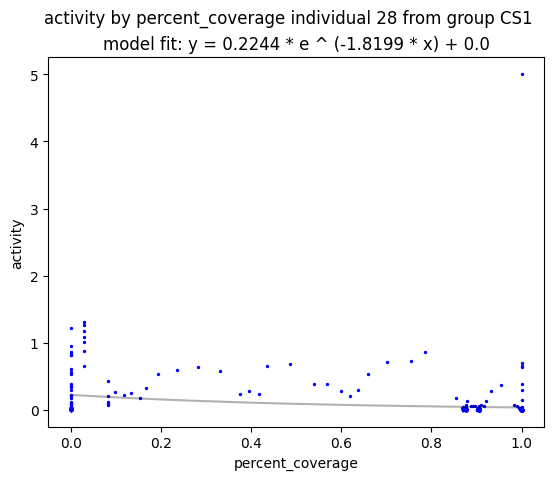 activity by percent_coverage individual 28 from group CS1
model fit: y = 0.2244 * e ^ (-1.8199 * x) + 0.0
5
4
3
2
1
0
activity
0.0 0.2 0.4 0.6 0.8 1.0
percent_coverage